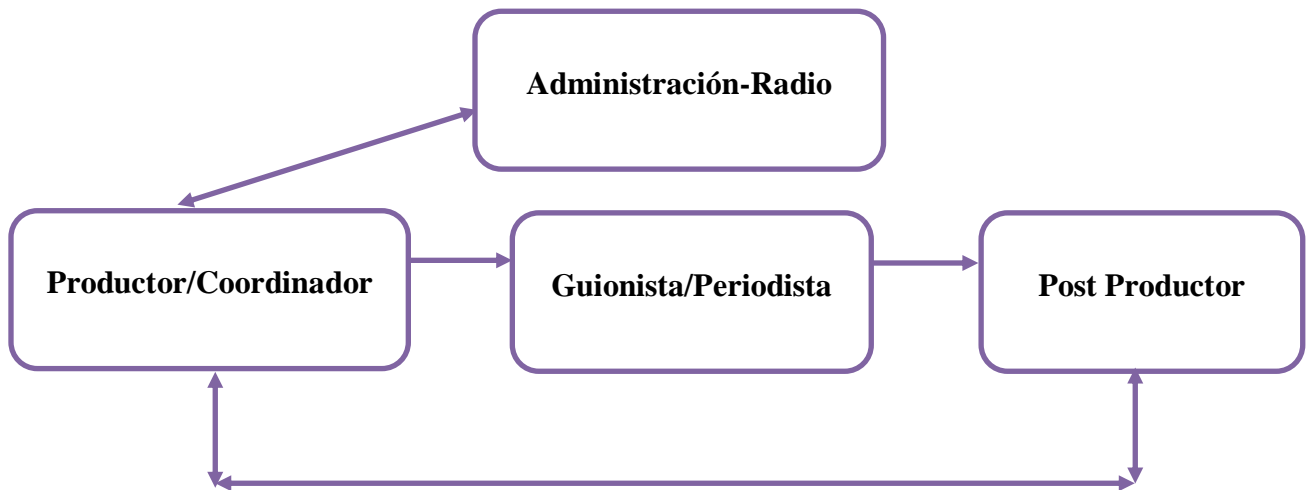 Administración-Radio
Productor/Coordinador
Guionista/Periodista
Post Productor